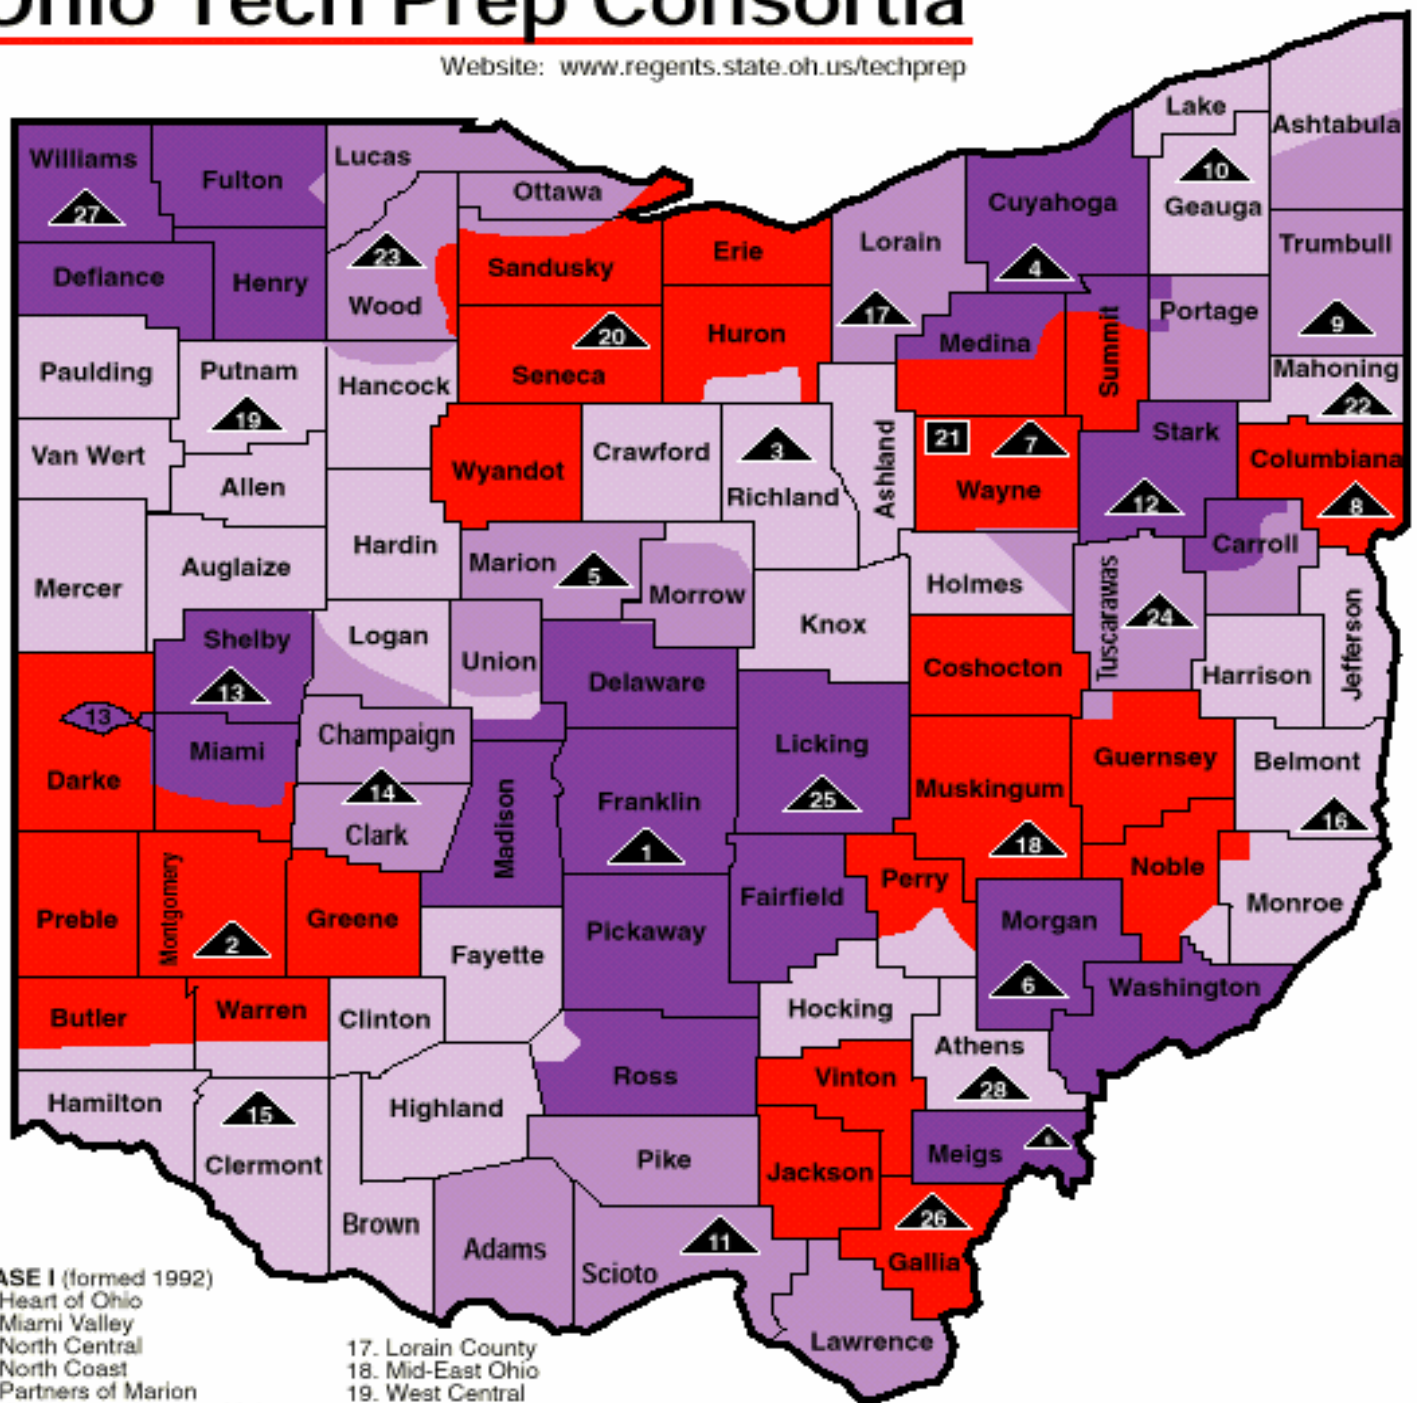 Ohio Tech Prep Consortia
Website: www.regents.state.oh.us/techprep
Lake
Ashtabula
10
Geauga
Williams
27
Fulton
Lucas
Ottawa
Cuyahoga
4
Trumbull
9
Defiance
Henry
23
Wood
Sandusky
Erie
Lorain
17
Portage
20
Seneca
Huron
Medina
Summit
Mahoning
22
Paulding
Putnam
19
Hancock
Van Wert
Allen
Wyandot
Crawford
3
Richland
Ashland
21
7
Wayne
Stark
12
Columbiana
8
Mercer
Auglaize
Hardin
Marion
5
Morrow
Knox
Holmes
Tuscarawas
24
Carroll
Jefferson
Shelby
13
Logan
Union
Delaware
Coshocton
Harrison
13
Darke
Miami
Champaign
14
Clark
Madison
Franklin
1
Licking
25
Muskingum
18
Guernsey
Belmont
16
Preble
Montgomery
2
Greene
Fayette
Pickaway
Fairfield
Perry
Morgan
6
Noble
Monroe
Washington
Butler
Warren
Clinton
Hocking
Athens
28
Hamilton
15
Clermont
Highland
Ross
Vinton
Meigs
6
Pike
Jackson
26
Gallia
Brown
Adams
Scioto
11
Lawrence
ASE I (formed 1992)
Heart of Ohio
Miami Valley
North Central
North Coast
Partners of Marion
17. Lorain County
18. Mid-East Ohio
19. West Central